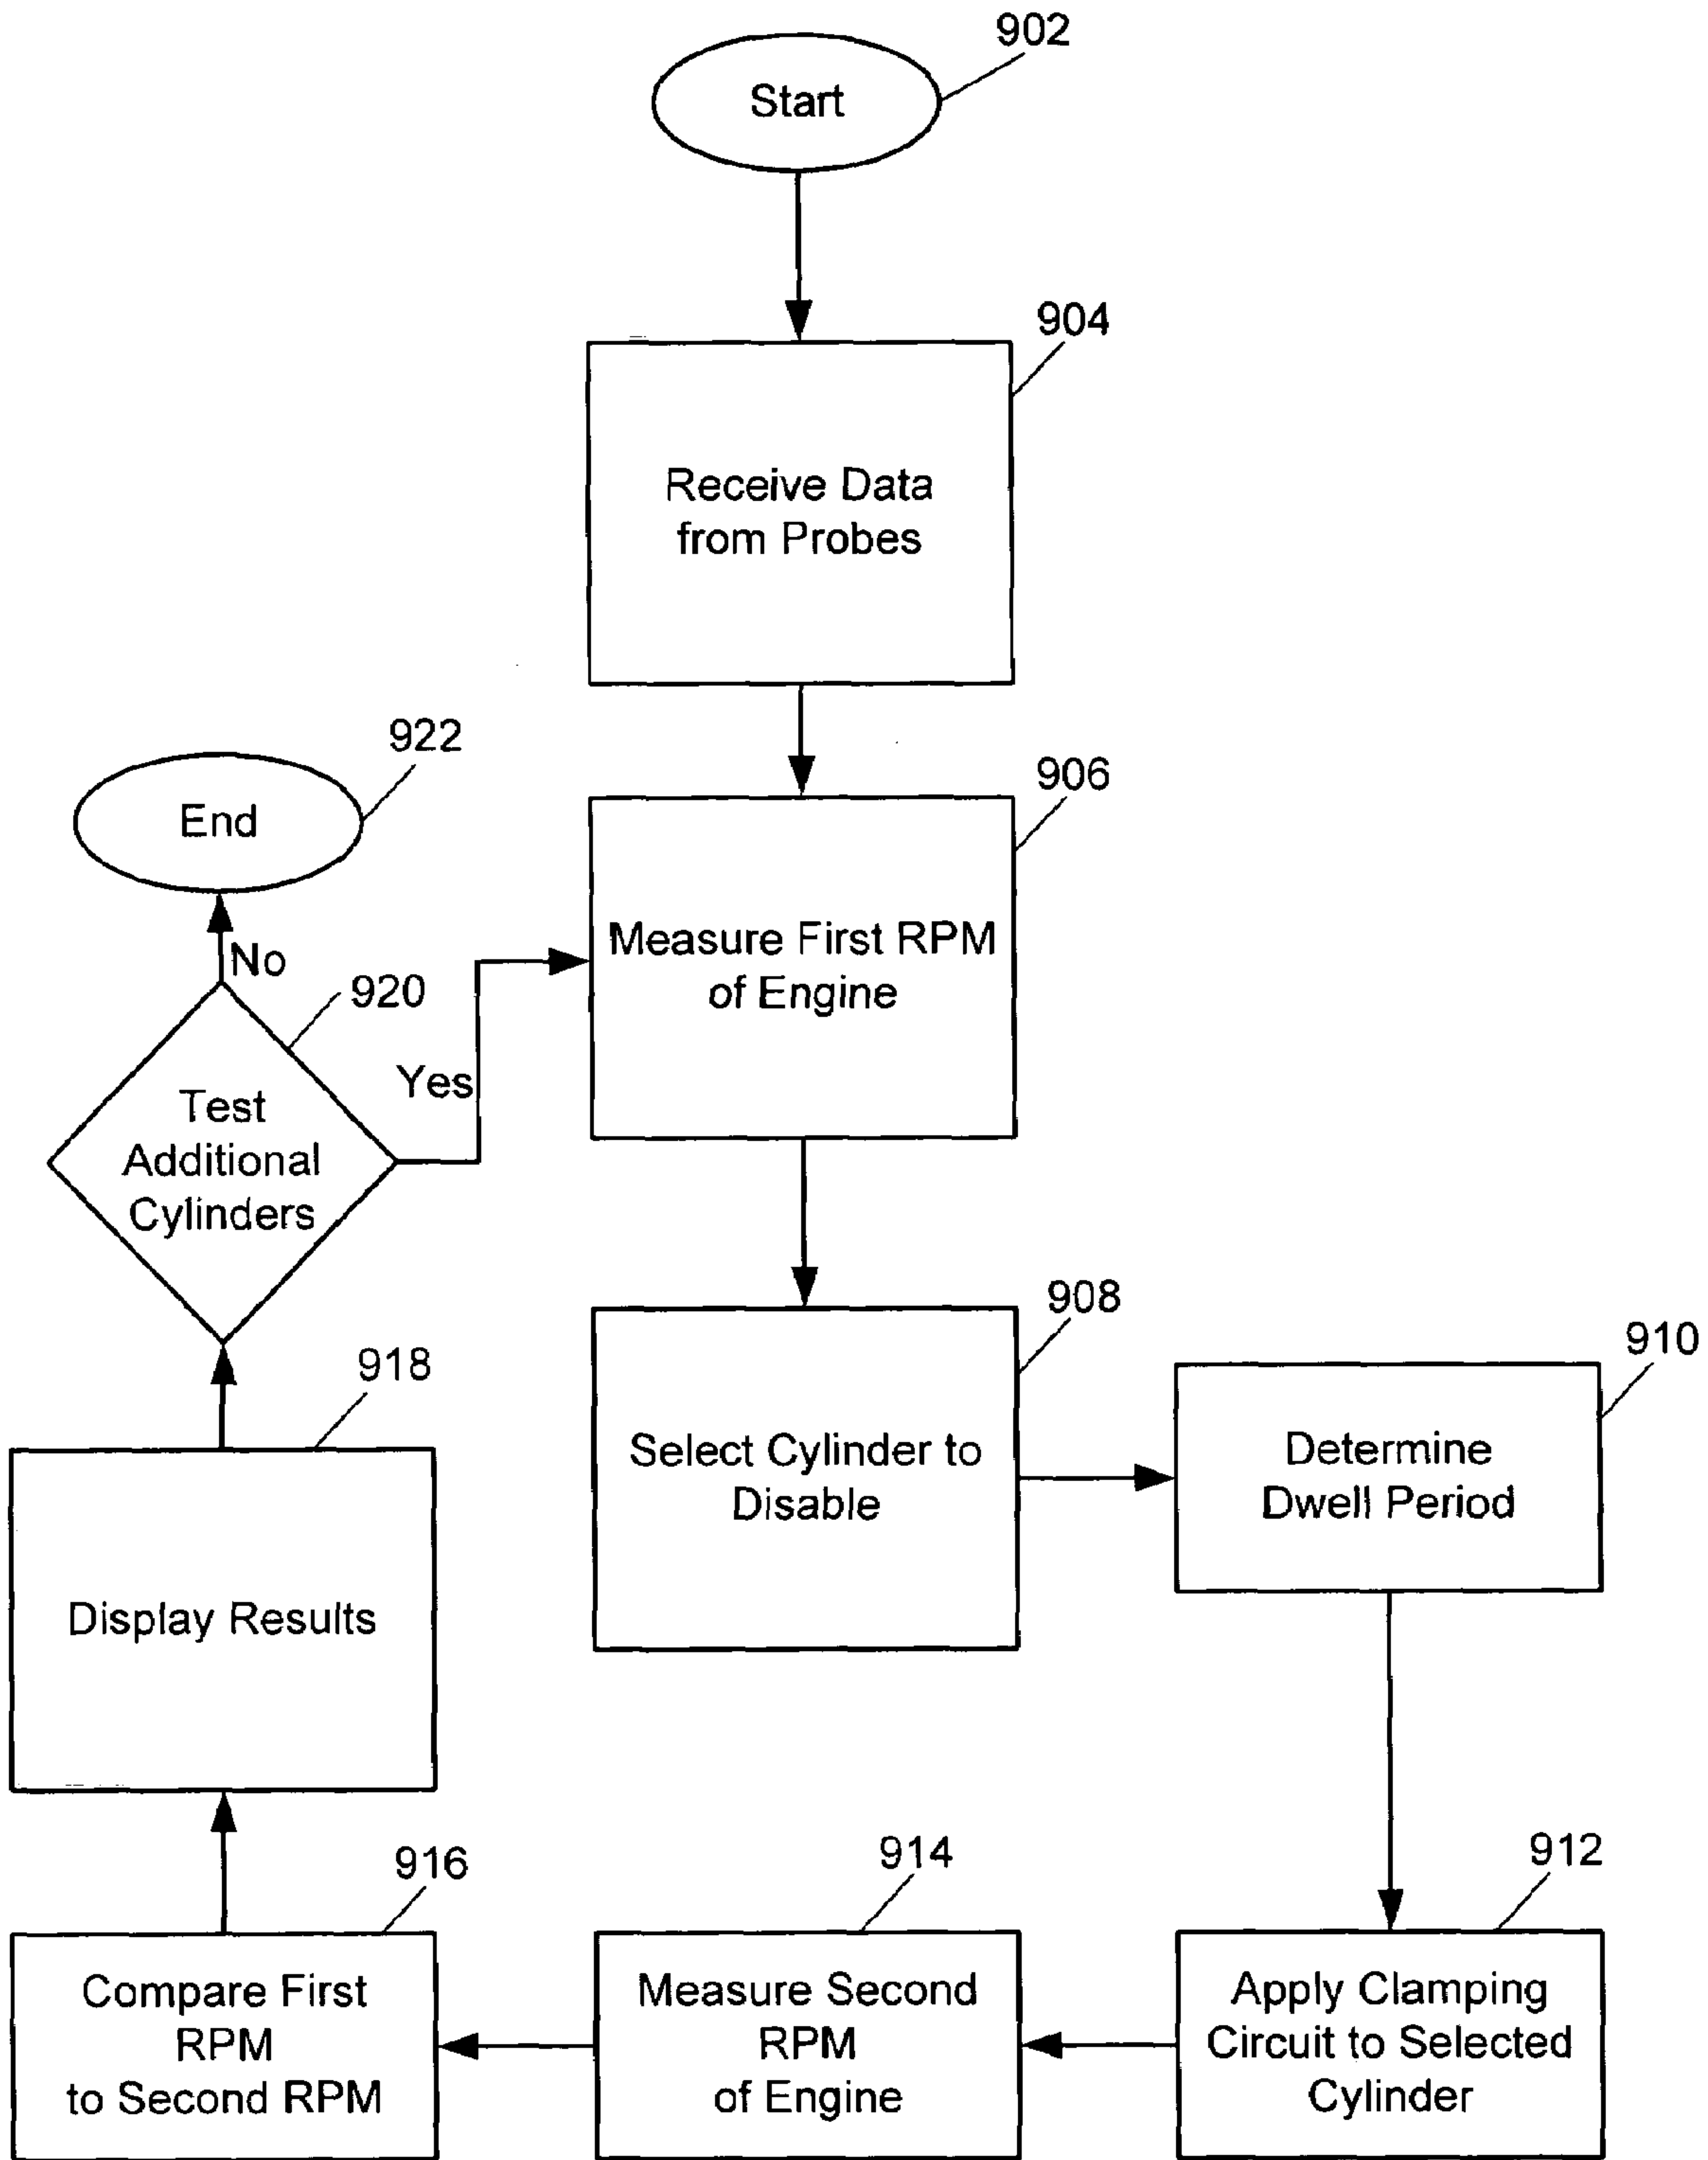 902
Start
904
Receive Data
from Probes
906
Measure First RPM
of Engine
922
End
No
920
Yes
Test
Additional
Cylinders
908
Select Cylinder to
Disable
910
Determine
Dwell Period
918
Display Results
916
Compare First
RPM
to Second RPM
914
Measure Second
RPM
of Engine
912
Apply Clamping
Circuit to Selected
Cylinder